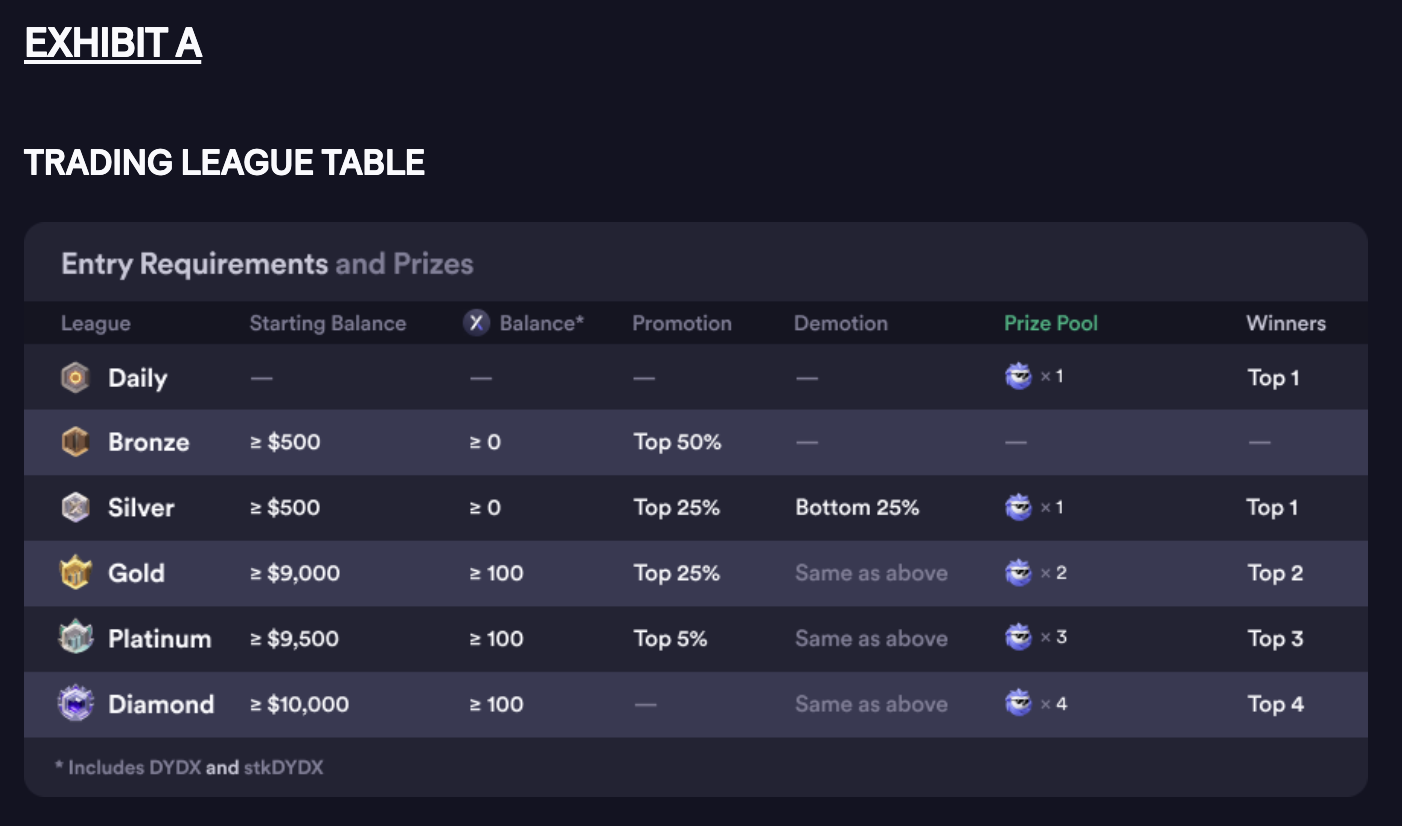 EXHIBIT A
TRADING LEAGUE TABLE
Entry Requirements and Prizes
League Starting Balance X Balance* Promotion Demotion Prize Pool Winners
Daily — — — — × 1 Top 1
Bronze ≥ $500 ≥ 0 Top 50% — — —
Silver ≥ $500 ≥ 0 Top 25% Bottom 25% × 1 Top 1
Gold ≥ $9,000 ≥ 100 Top 25% Same as above × 2 Top 2
Platinum ≥ $9,500 ≥ 100 Top 5% Same as above × 3 Top 3
Diamond ≥ $10,000 ≥ 100 — Same as above × 4 Top 4
* Includes DYDX and stkDYDX